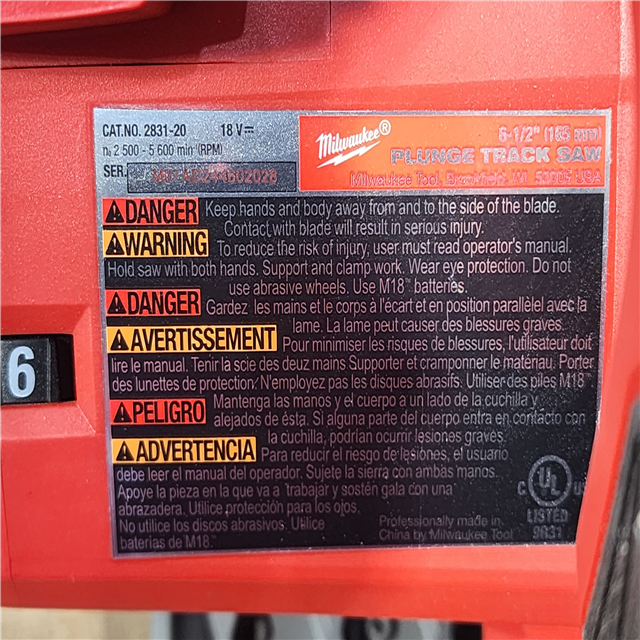 CAT.NO. 2831-20 18 V
n₀ 2 500 - 5 600 min (RPM)
SER.
Milwaukee®
6-1/2" (165 mm)
PLUNGE TRACK SAW
Milwaukee Tool, Brookfield, WI 53005 USA
DANGER Keep hands and body away from and to the side of the blade.
Contact with blade will result in serious injury.
WARNING To reduce the risk of injury, user must read operator's manual.
Hold saw with both hands. Support and clamp work. Wear eye protection. Do not
use abrasive wheels. Use M18™ batteries.
DANGER Gardez les mains et le corps à l'écart et en position parallèlel avec la
lame. La lame peut causer des blessures graves.
AVERTISSEMENT Pour minimiser les risques de blessures, l'utilizateur doit
lire le manual. Tenir la scie des deuz mains Supporter et cramponner le matériau. Porter
des lunettes de protection/ N'employez pas les disques abrasifs. Utiliser des piles M18™
PELIGRO Mantenga las manos y el cuerpo a un lado de la cuchilla y
alejados de ésta. Si alguna parte del cuerpo entra en contacto con
la cuchilla, podrían ocurrir lesiones graves.
ADVERTENCIA Para reducir el riesgo de lesiones, el usuario
debe leer el manual del operador. Sujete la sierra con ambas manos.
Apoye la pieza en la que va a 'trabajar y sostén gala con una'
abrazadera. Utilice protección para los ojos.
No utilice los discos abrasivos. Utilice
baterías de M18™
Professionally made in
China by Milwaukee Tool
C UL US
LISTED
9B31
6